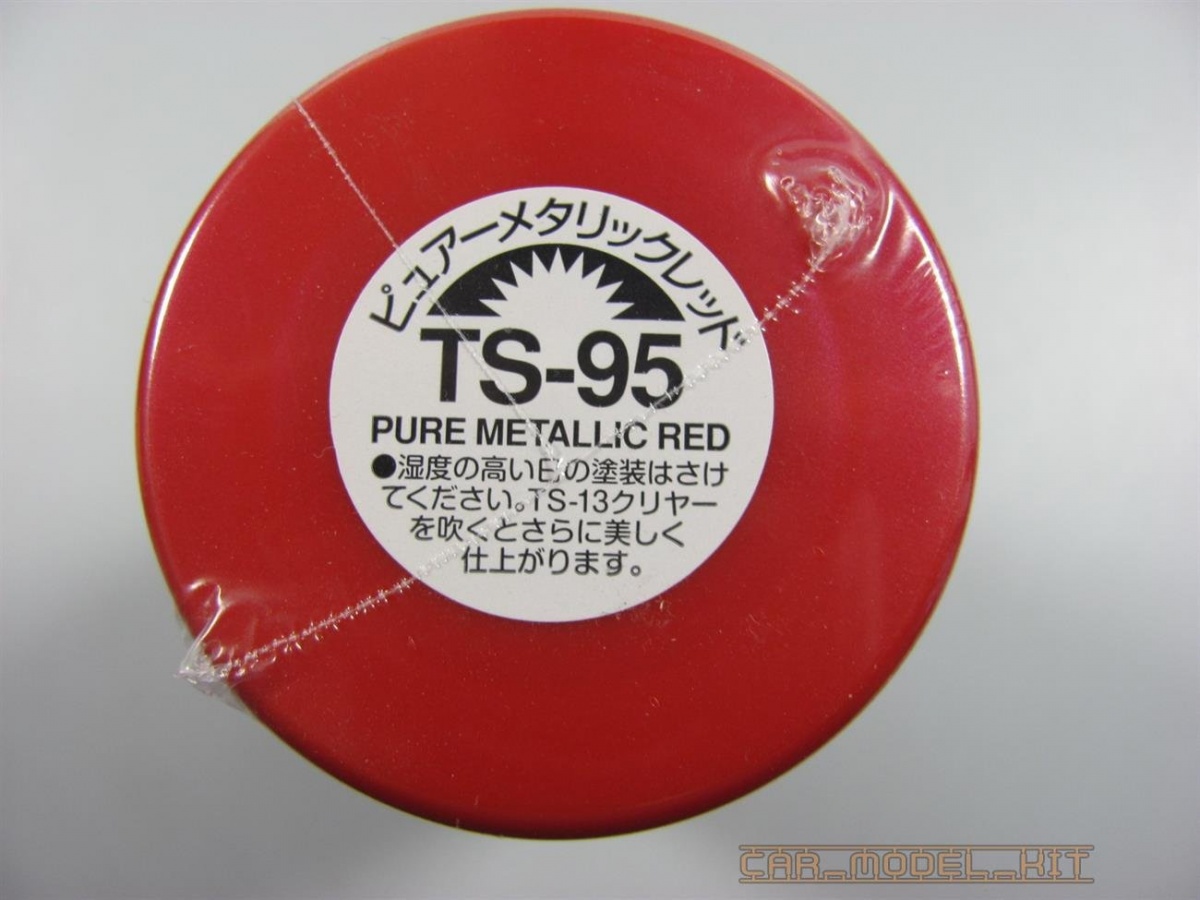 ピュアーメタリックレッド
TS-95
PURE METALLIC RED
●湿度の高い日の塗装はさけ
てください。TS-13クリヤー
を吹くとさらに美しく
仕上がります。
CAR_MODEL_KIT